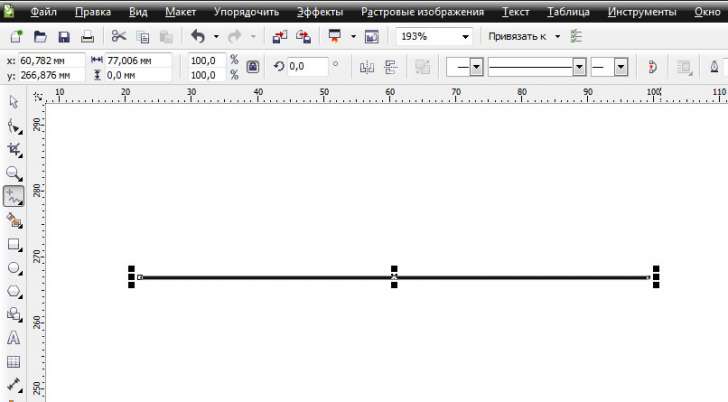 Файл Правка Вид Макет Упорядочить Эффекты Растровые изображения Текст Таблица Инструменты Окно
193% Привязать к
x: 60,782 мм 77,006 мм 100,0 % 0,0 °
y: 266,876 мм 0,0 мм 100,0 %
10 20 30 40 50 60 70 80 90 100 110
290
280
270
260
250